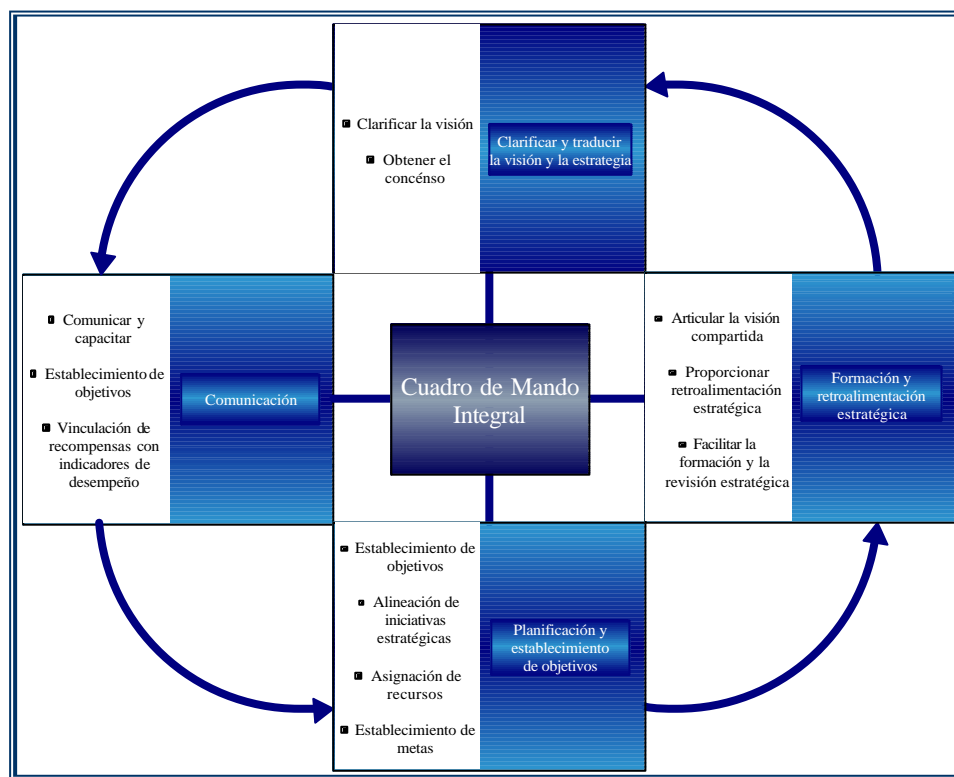 Clarificar la visión
Obtener el
concénso
Clarificar y traducir
la visión y la estrategia
Comunicar y
capacitar
Establecimiento de
objetivos
Vinculación de
recompensas con
indicadores de
desempeño
Comunicación
Cuadro de Mando
Integral
Articular la visión
compartida
Proporcionar
retroalimentación
estratégica
Facilitar la
formación y la
revisión estratégica
Formación y
retroalimentación
estratégica
Establecimiento de
objetivos
Alineación de
iniciativas
estratégicas
Asignación de
recursos
Establecimiento de
metas
Planificación y
establecimiento
de objetivos